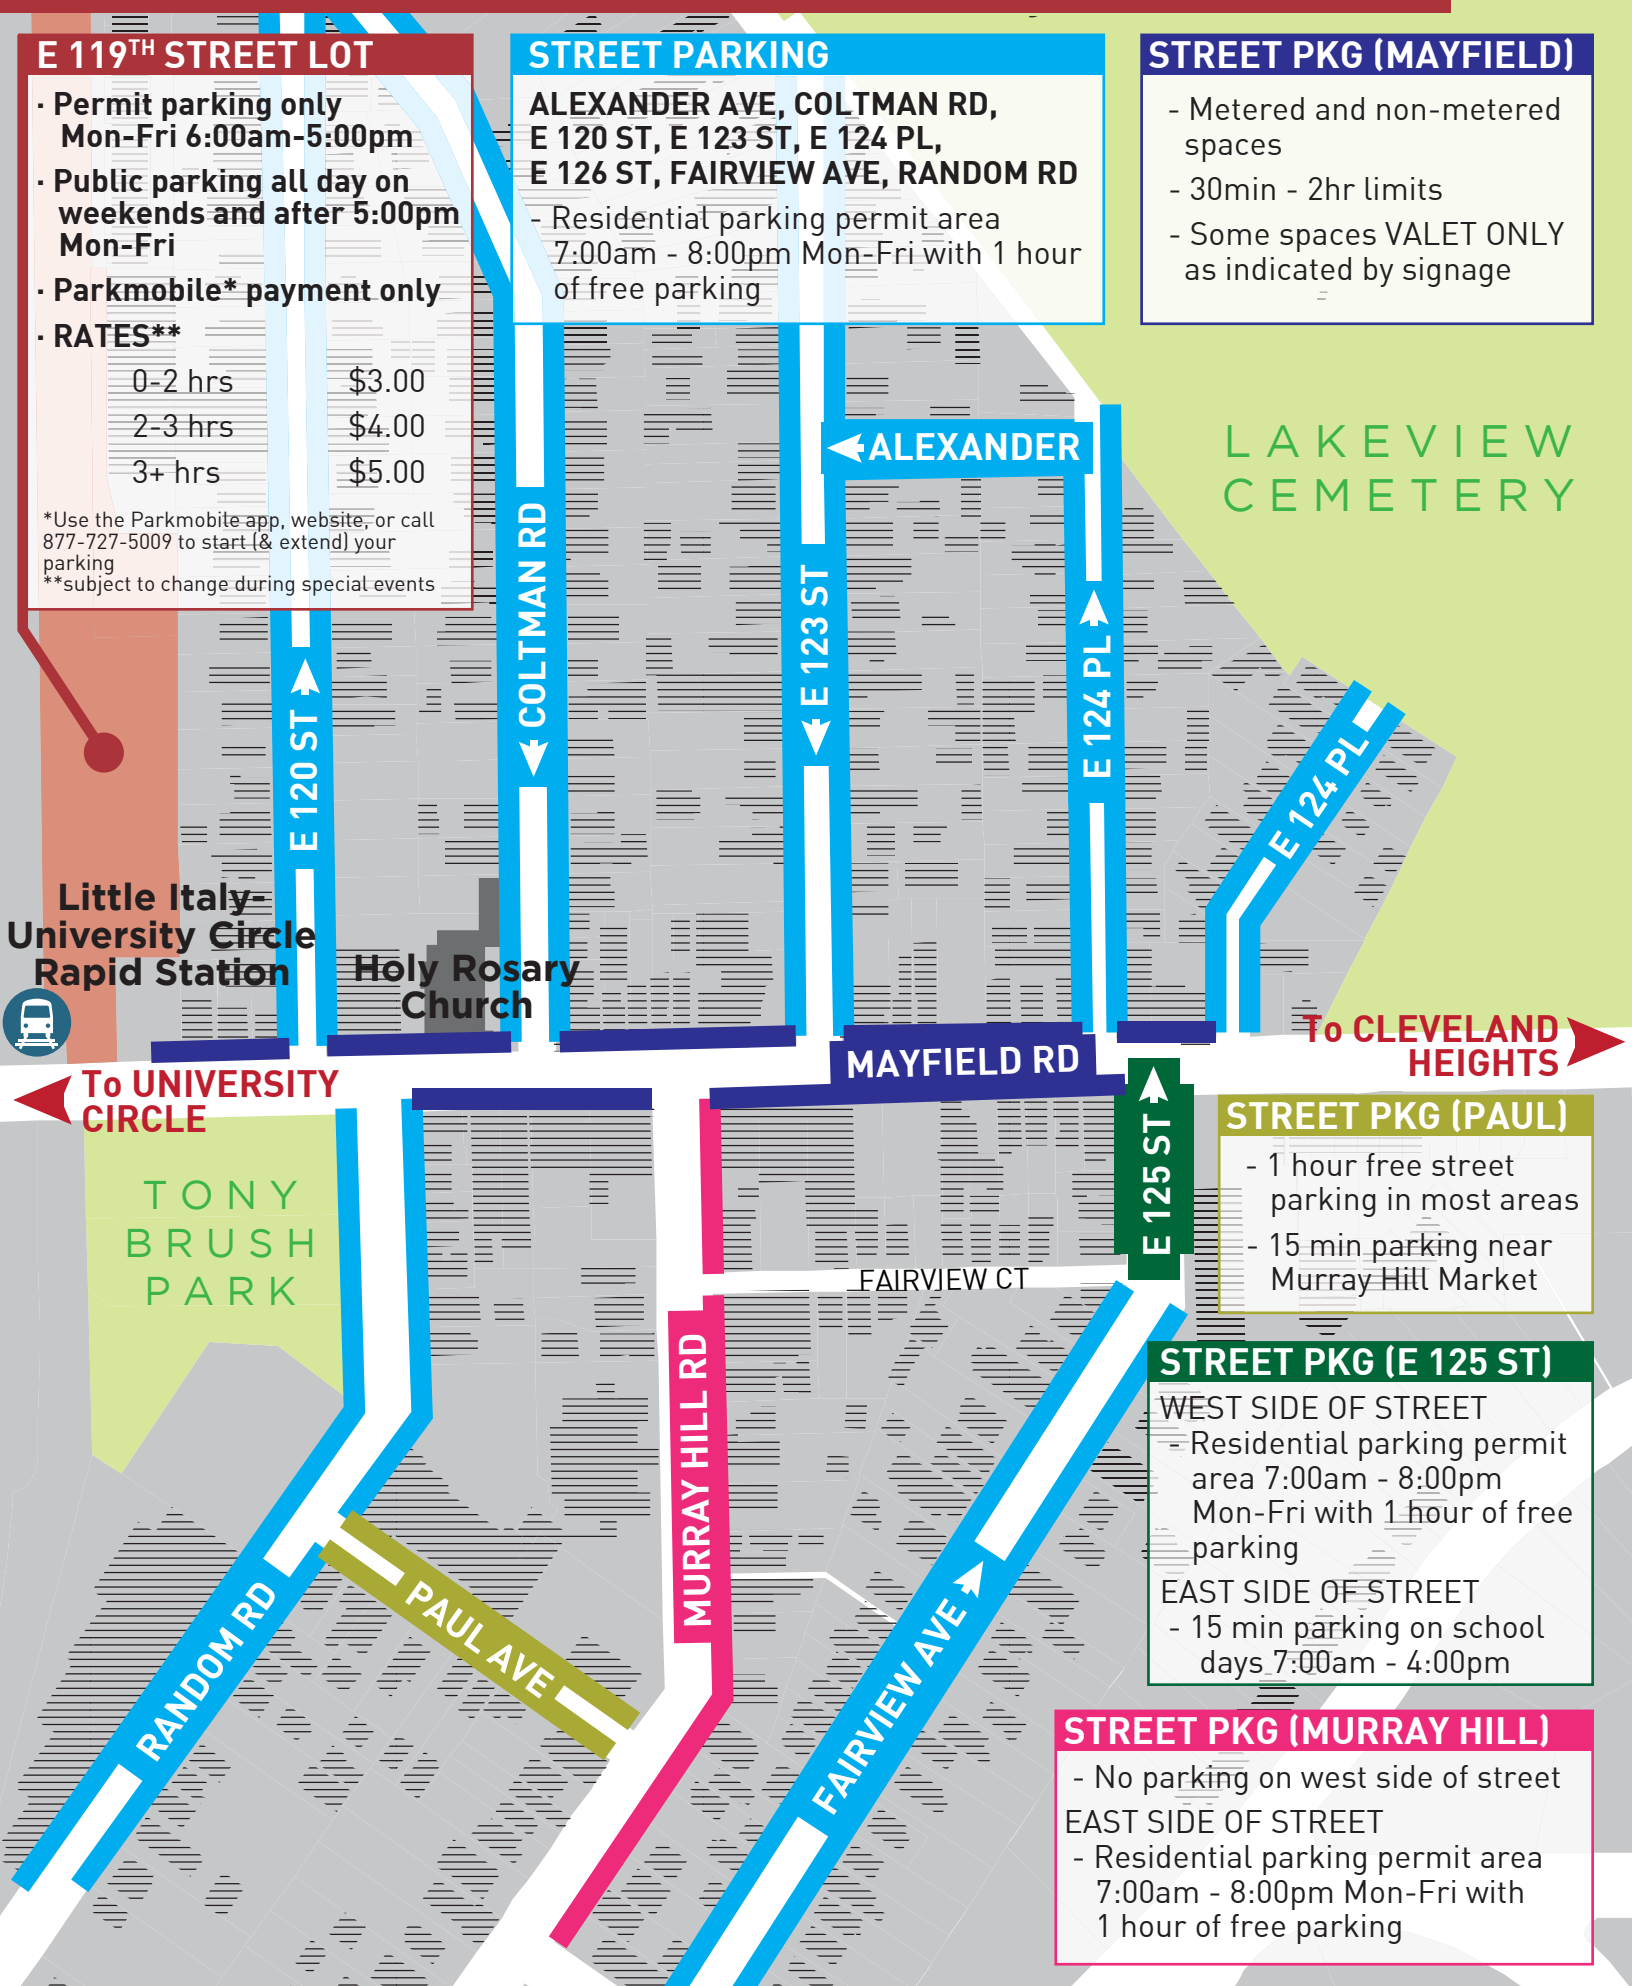 E 119TH STREET LOT
· Permit parking only
Mon-Fri 6:00am-5:00pm
· Public parking all day on
weekends and after 5:00pm
Mon-Fri
· Parkmobile* payment only
· RATES**
0-2 hrs $3.00
2-3 hrs $4.00
3+ hrs $5.00
*Use the Parkmobile app, website, or call
877-727-5009 to start (& extend) your
parking
**subject to change during special events
STREET PARKING
ALEXANDER AVE, COLTMAN RD,
E 120 ST, E 123 ST, E 124 PL,
E 126 ST, FAIRVIEW AVE, RANDOM RD
- Residential parking permit area
7:00am - 8:00pm Mon-Fri with 1 hour
of free parking
STREET PKG (MAYFIELD)
- Metered and non-metered
spaces
- 30min - 2hr limits
- Some spaces VALET ONLY
as indicated by signage
ALEXANDER
LAKEVIEW
CEMETERY
COLTMAN RD
E 123 ST
E 124 PL
E 120 ST
E 124 PL
Little Italy-
University Circle
Rapid Station
Holy Rosary
Church
MAYFIELD RD
To CLEVELAND
HEIGHTS
To UNIVERSITY
CIRCLE
E 125 ST
TONY
BRUSH
PARK
FAIRVIEW CT
STREET PKG (PAUL)
- 1 hour free street
parking in most areas
- 15 min parking near
Murray Hill Market
MURRAY HILL RD
STREET PKG (E 125 ST)
WEST SIDE OF STREET
- Residential parking permit
area 7:00am - 8:00pm
Mon-Fri with 1 hour of free
parking
EAST SIDE OF STREET
- 15 min parking on school
days 7:00am - 4:00pm
RANDOM RD
PAUL AVE
FAIRVIEW AVE
STREET PKG (MURRAY HILL)
- No parking on west side of street
EAST SIDE OF STREET
- Residential parking permit area
7:00am - 8:00pm Mon-Fri with
1 hour of free parking